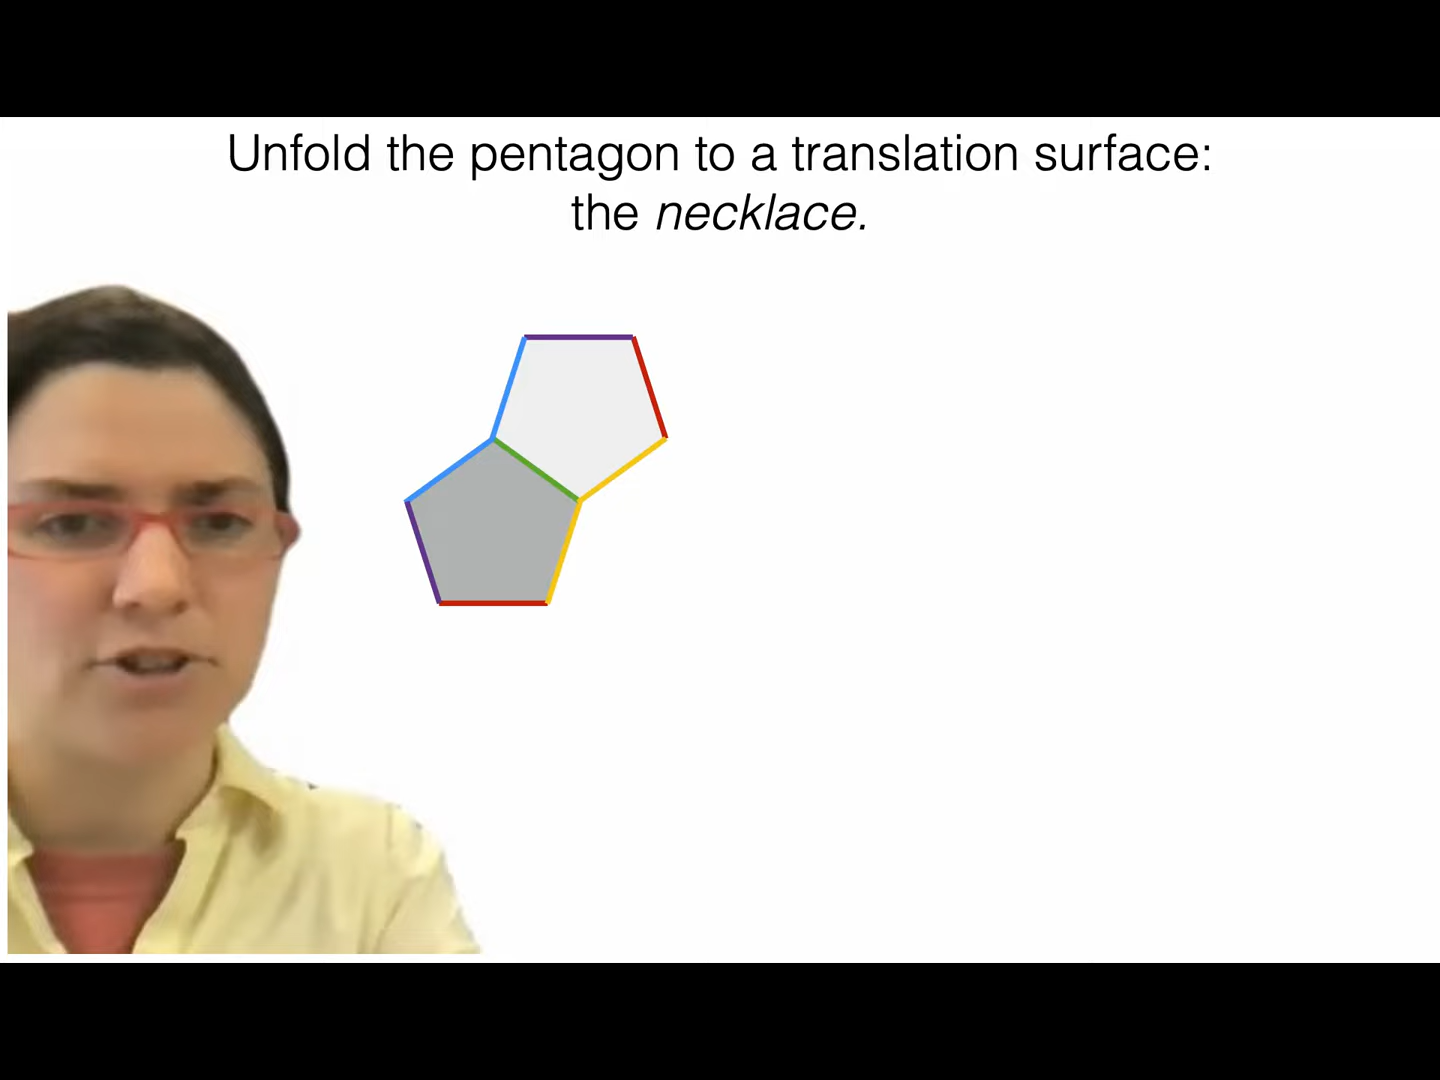 Unfold the pentagon to a translation surface:
the necklace.